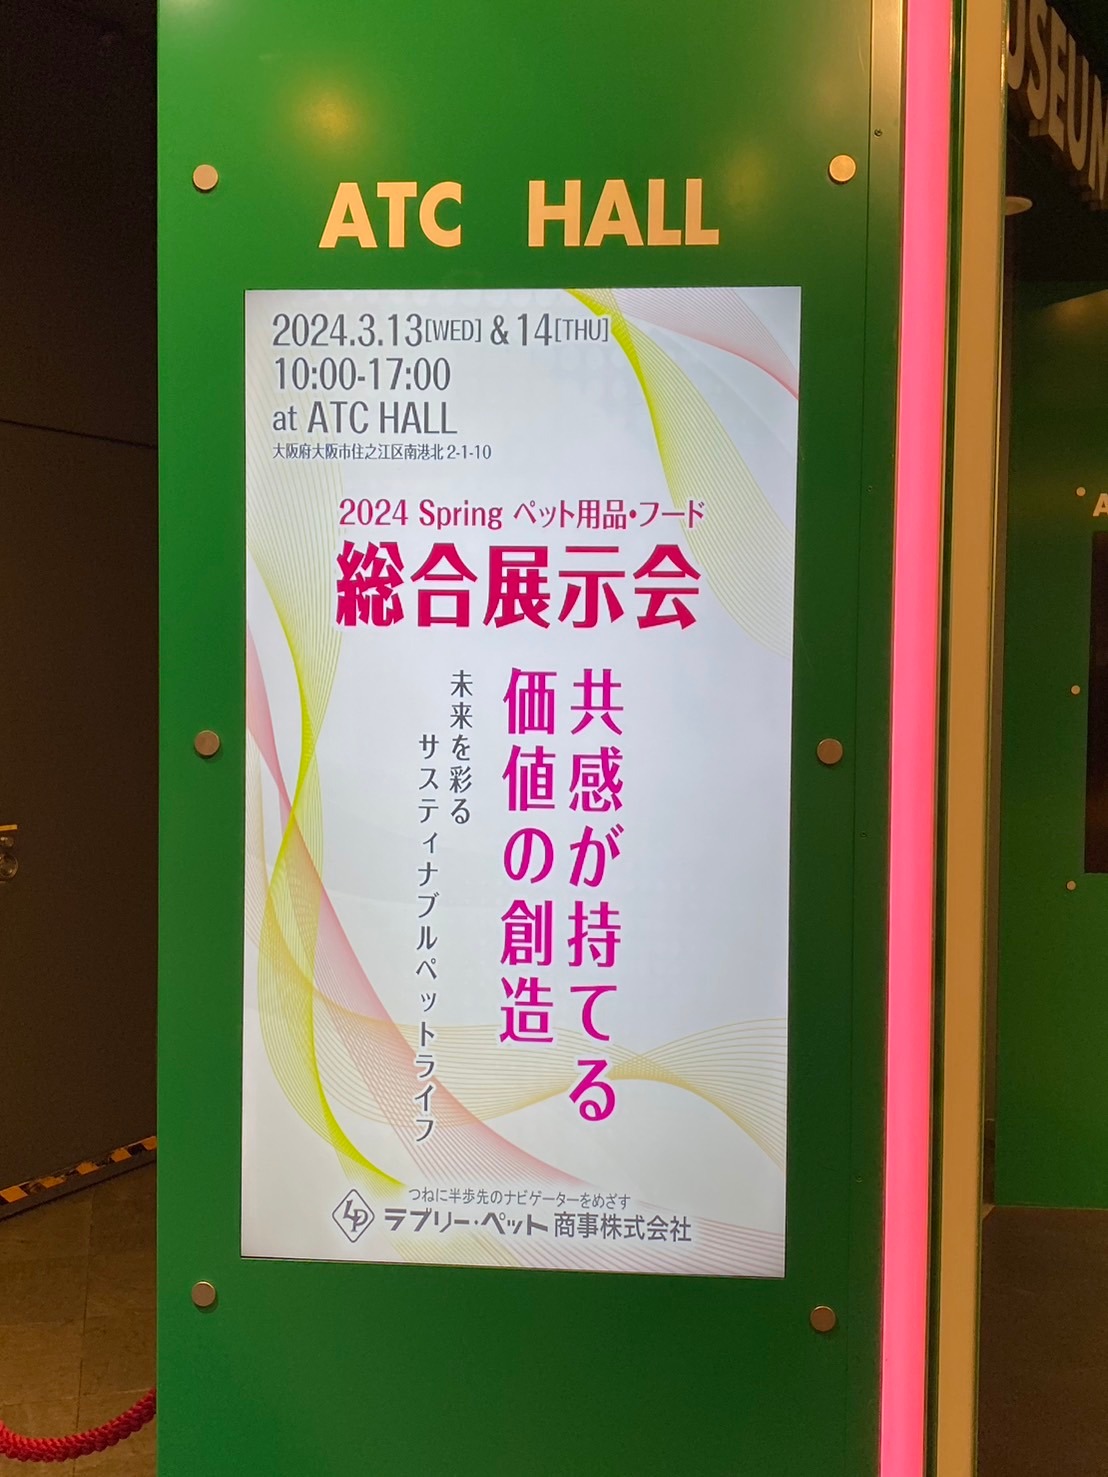 ATC HALL
2024.3.13[WED] & 14[THU]
10:00-17:00
at ATC HALL
大阪府大阪市住之江区南港北 2-1-10
2024 Spring ペット用品・フード
総合展示会
共感が持てる
価値の創造
未来を彩る
サスティナブルペットライフ
つねに半歩先のナビゲーターをめざす
LP ラブリー・ペット商事株式会社